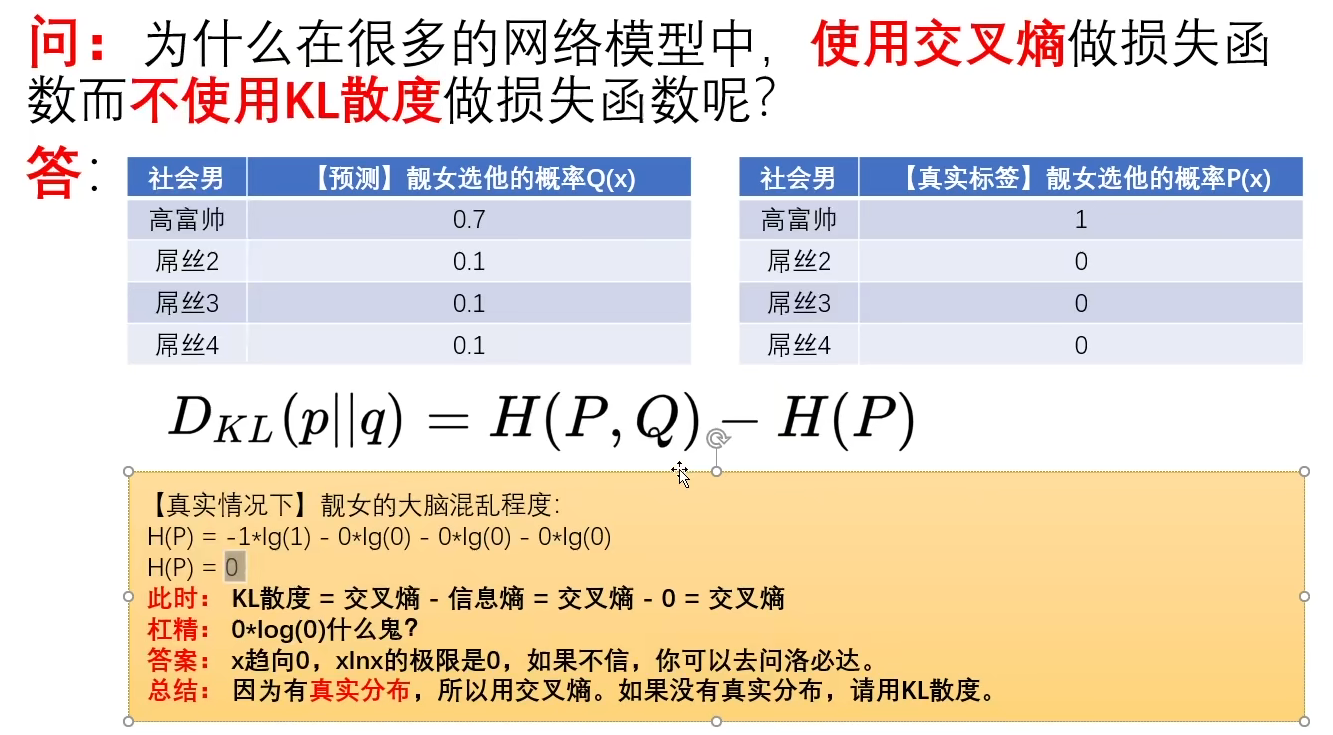 问：为什么在很多的网络模型中，使用交叉熵做损失函
数而不使用KL散度做损失函数呢？
答：
社会男 【预测】靓女选他的概率Q(x)
高富帅 0.7
屌丝2 0.1
屌丝3 0.1
屌丝4 0.1
社会男 【真实标签】靓女选他的概率P(x)
高富帅 1
屌丝2 0
屌丝3 0
屌丝4 0
D_{KL}(p||q) = H(P,Q) − H(P)
【真实情况下】靓女的大脑混乱程度：
H(P) = -1*lg(1) - 0*lg(0) - 0*lg(0) - 0*lg(0)
H(P) = 0
此时： KL散度 = 交叉熵 - 信息熵 = 交叉熵 - 0 = 交叉熵
杠精： 0*log(0)什么鬼？
答案： x趋向0，xlnx的极限是0，如果不信，你可以去问洛必达。
总结： 因为有真实分布，所以用交叉熵。如果没有真实分布，请用KL散度。